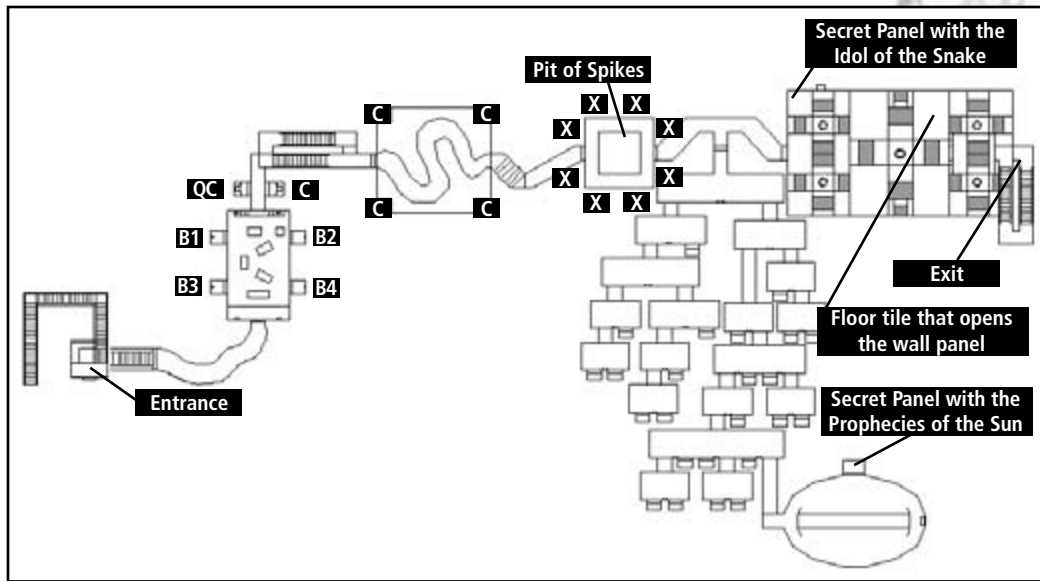 Secret Panel with the
Idol of the Snake
Pit of Spikes
X X
C C
X X
QC C
X X
C C
X X
B1 B2
B3 B4
Exit
Floor tile that opens
the wall panel
Entrance
Secret Panel with the
Prophecies of the Sun